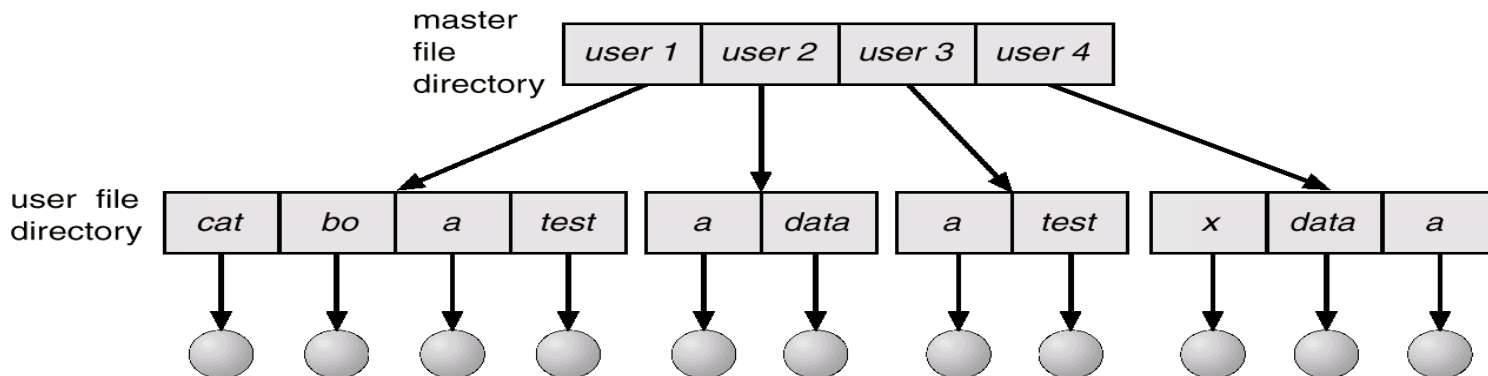 master
file
directory
user 1 user 2 user 3 user 4
user file
directory
cat bo a test a data a test x data a